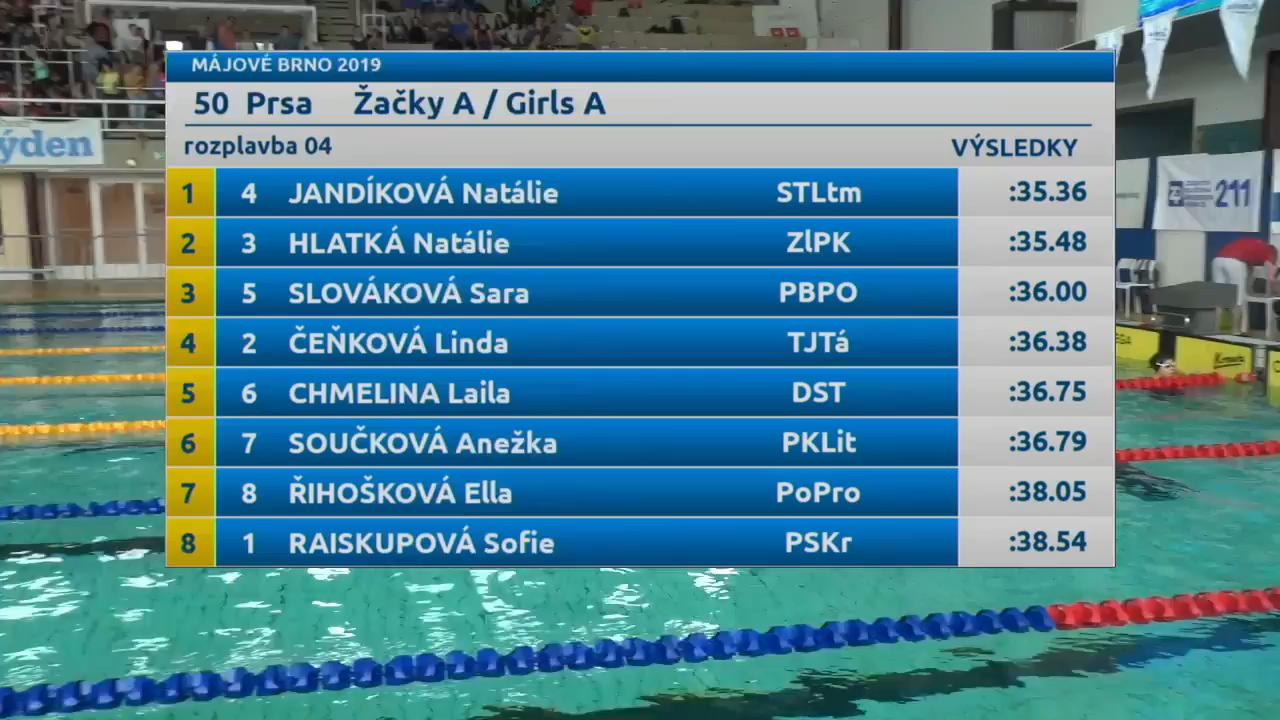 MÁJOVÉ BRNO 2019
50 Prsa Žačky A / Girls A
rozplavba 04 VÝSLEDKY
1 4 JANDÍKOVÁ Natálie STLtm :35.36
2 3 HLATKÁ Natálie ZlPK :35.48
3 5 SLOVÁKOVÁ Sara PBPO :36.00
4 2 ČEŇKOVÁ Linda TJTá :36.38
5 6 CHMELINA Laila DST :36.75
6 7 SOUČKOVÁ Anežka PKLit :36.79
7 8 ŘIHOŠKOVÁ Ella PoPro :38.05
8 1 RAISKUPOVÁ Sofie PSKr :38.54
ýden
211